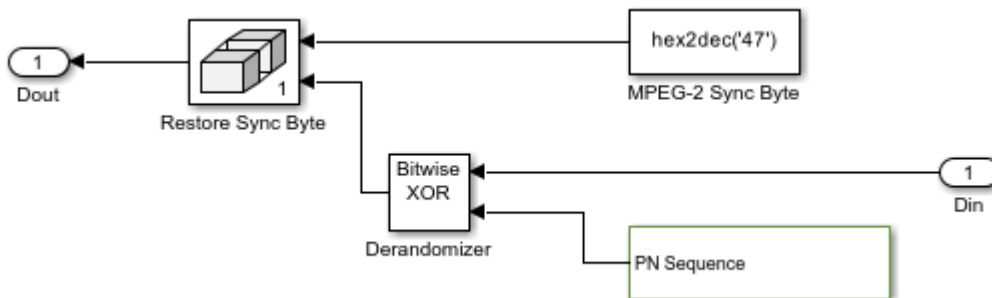 hex2dec('47')
MPEG-2 Sync Byte
1
Dout
1
Restore Sync Byte
Bitwise
XOR
Derandomizer
1
Din
PN Sequence